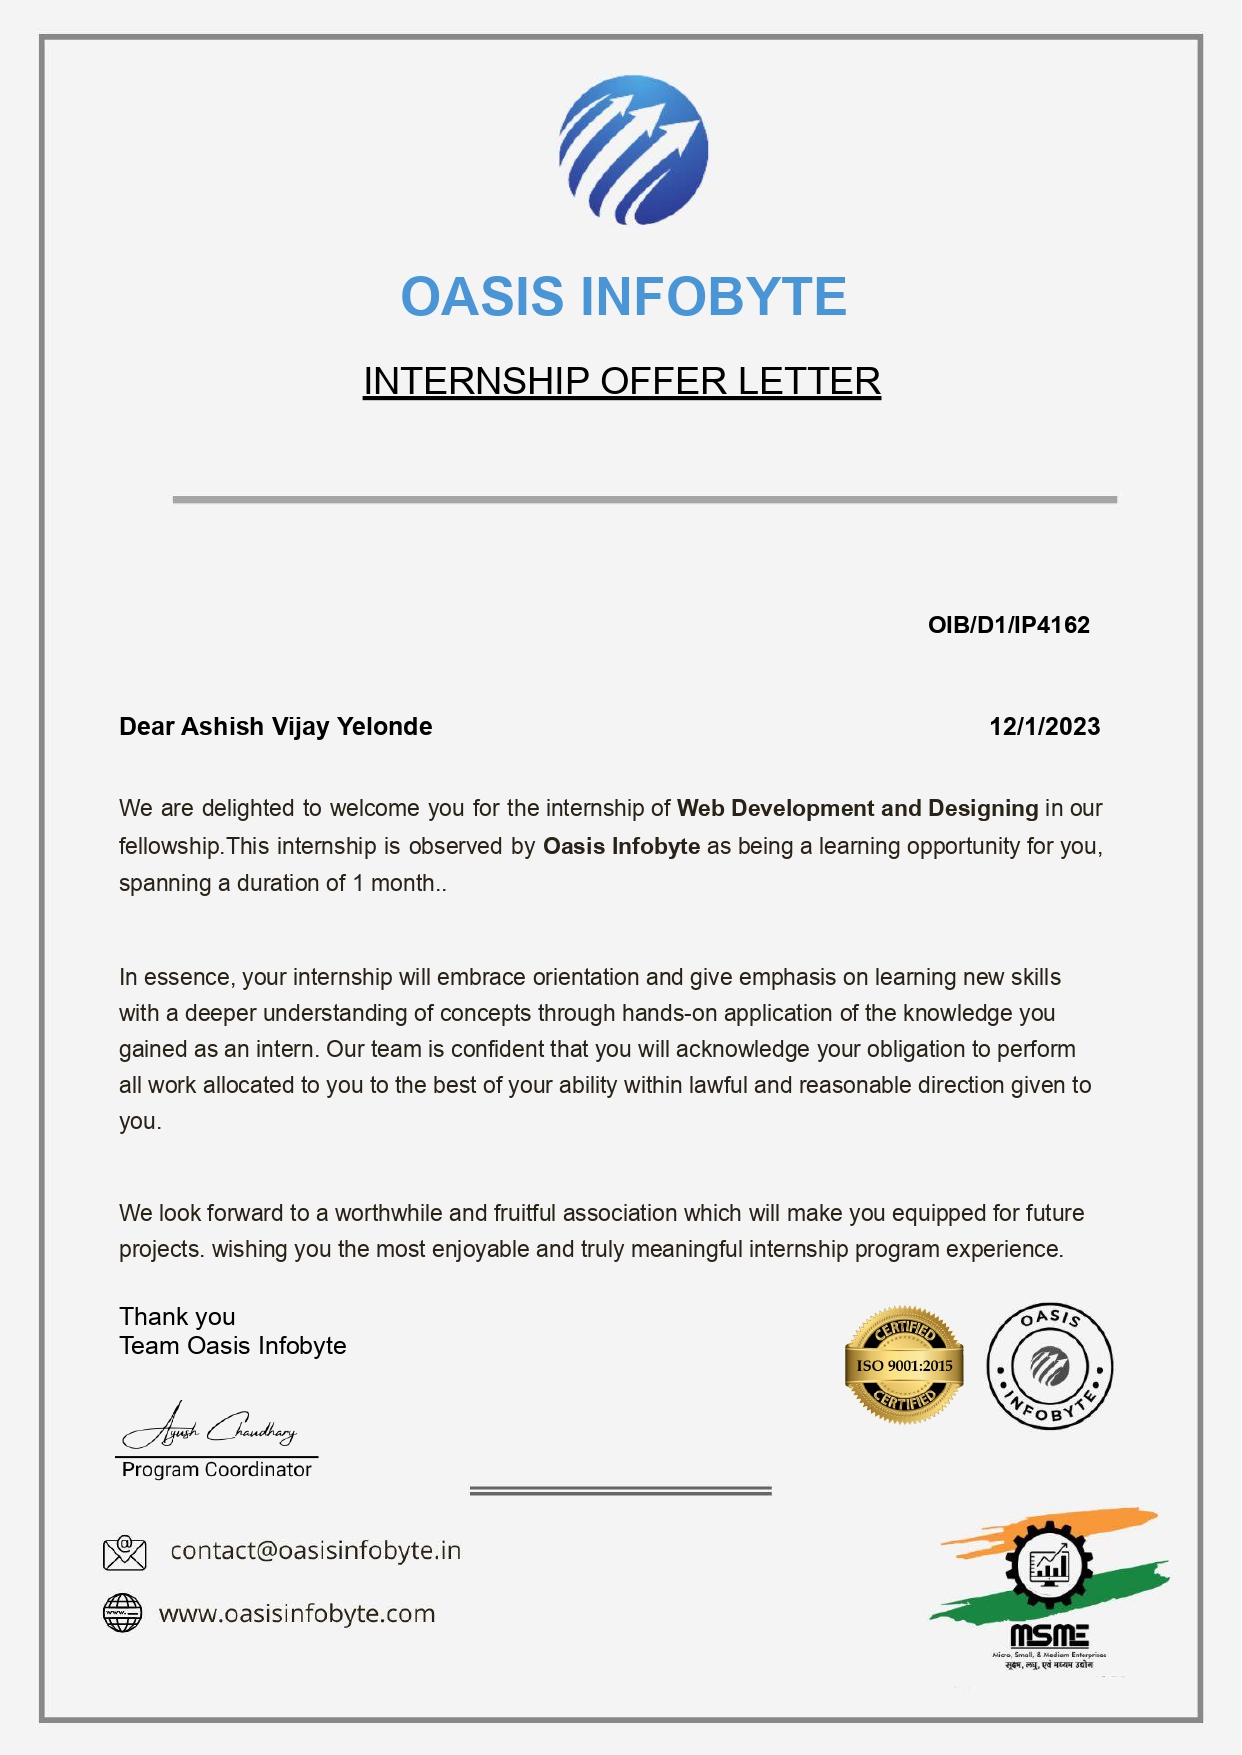 OASIS INFOBYTE
INTERNSHIP OFFER LETTER
OIB/D1/IP4162
Dear Ashish Vijay Yelonde 12/1/2023
We are delighted to welcome you for the internship of Web Development and Designing in our
fellowship.This internship is observed by Oasis Infobyte as being a learning opportunity for you,
spanning a duration of 1 month..
In essence, your internship will embrace orientation and give emphasis on learning new skills
with a deeper understanding of concepts through hands-on application of the knowledge you
gained as an intern. Our team is confident that you will acknowledge your obligation to perform
all work allocated to you to the best of your ability within lawful and reasonable direction given to
you.
We look forward to a worthwhile and fruitful association which will make you equipped for future
projects. wishing you the most enjoyable and truly meaningful internship program experience.
Thank you
Team Oasis Infobyte
CERTIFIED
ISO 9001:2015
CERTIFIED
OASIS
INFOBYTE
Ayush Chaudhary
Program Coordinator
@ contact@oasisinfobyte.in
www. www.oasisinfobyte.com
MSME
Micro, Small, & Medium Enterprises
सूक्ष्म, लघु, एवं मध्यम उद्योग